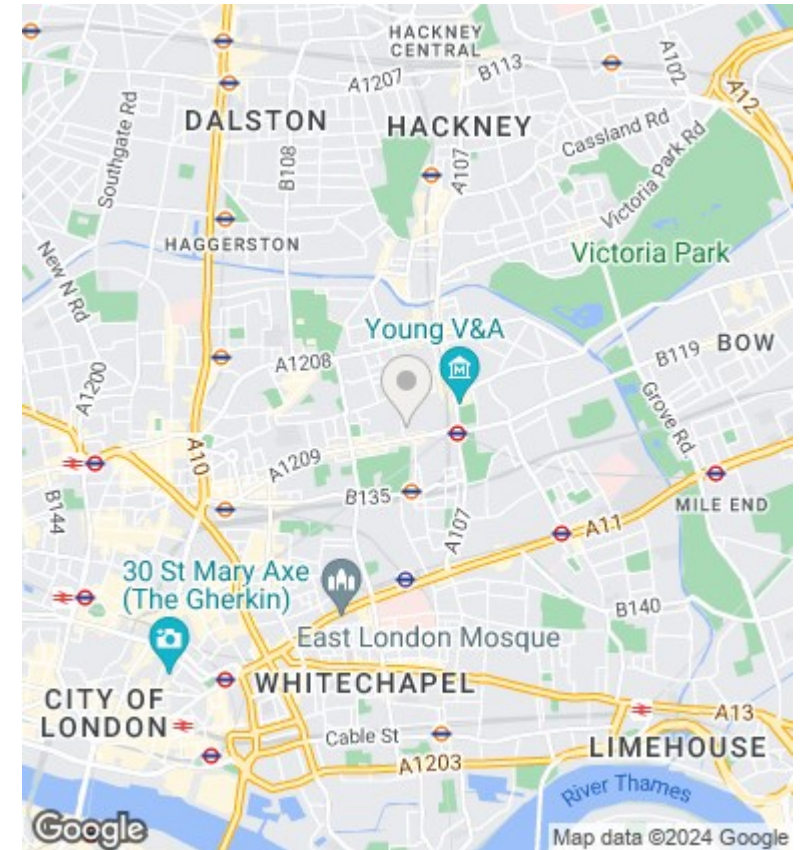 HACKNEY
CENTRAL
A1207
B113
A102
A12
DALSTON
HACKNEY
Cassland Rd
Southgate Rd
B108
A107
Victoria Park Rd
HAGGERSTON
New N Rd
Victoria Park
Young V&A
M
A1208
B119
BOW
A1200
Grove Rd
A10
A1209
B135
MILE END
B144
A107
A11
30 St Mary Axe
(The Gherkin)
B140
East London Mosque
WHITECHAPEL
CITY OF
LONDON
A13
Cable St
LIMEHOUSE
A1203
River Thames
Google
Map data ©2024 Google